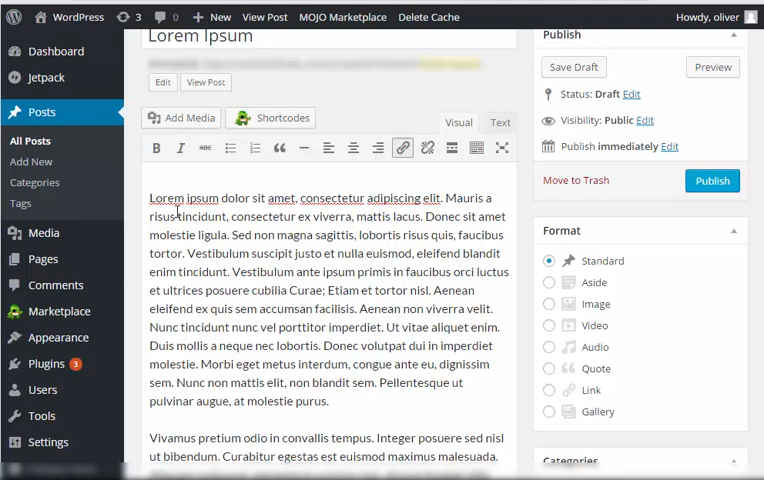 WordPress 3 0 + New View Post MOJO Marketplace Delete Cache Howdy, oliver
Dashboard
Jetpack
Posts
All Posts
Add New
Categories
Tags
Media
Pages
Comments
Marketplace
Appearance
Plugins 3
Users
Tools
Settings
Lorem Ipsum
Edit View Post
Add Media Shortcodes
Visual Text
B I ABC
Lorem ipsum dolor sit amet, consectetur adipiscing elit. Mauris a
risus tincidunt, consectetur ex viverra, mattis lacus. Donec sit amet
molestie ligula. Sed non magna sagittis, lobortis risus quis, faucibus
tortor. Vestibulum suscipit justo et nulla euismod, eleifend blandit
enim tincidunt. Vestibulum ante ipsum primis in faucibus orci luctus
et ultrices posuere cubilia Curae; Etiam et tortor nisl. Aenean
eleifend ex quis sem accumsan facilisis. Aenean non viverra velit.
Nunc tincidunt nunc vel porttitor imperdiet. Ut vitae aliquet enim.
Duis mollis a neque nec lobortis. Donec volutpat dui in imperdiet
molestie. Morbi eget metus interdum, congue ante eu, dignissim
sem. Nunc non mattis elit, non blandit sem. Pellentesque ut
pulvinar augue, at molestie purus.
Vivamus pretium odio in convallis tempus. Integer posuere sed nisl
ut bibendum. Curabitur egestas est euismod maximus malesuada.
Publish
Save Draft Preview
Status: Draft Edit
Visibility: Public Edit
Publish immediately Edit
Move to Trash Publish
Format
Standard
Aside
Image
Video
Audio
Quote
Link
Gallery
Categories